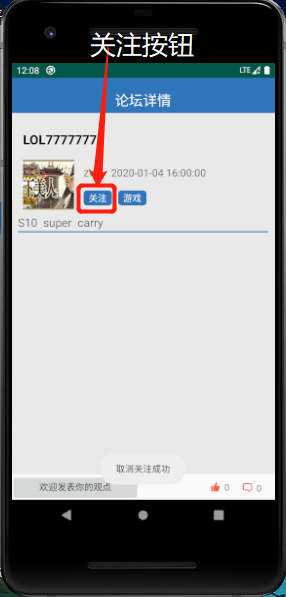 关注按钮
12:08
LTE
论坛详情
LOL7777777
2020-01-04 16:00:00
关注
游戏
S10 super carry
取消关注成功
欢迎发表你的观点
0
0